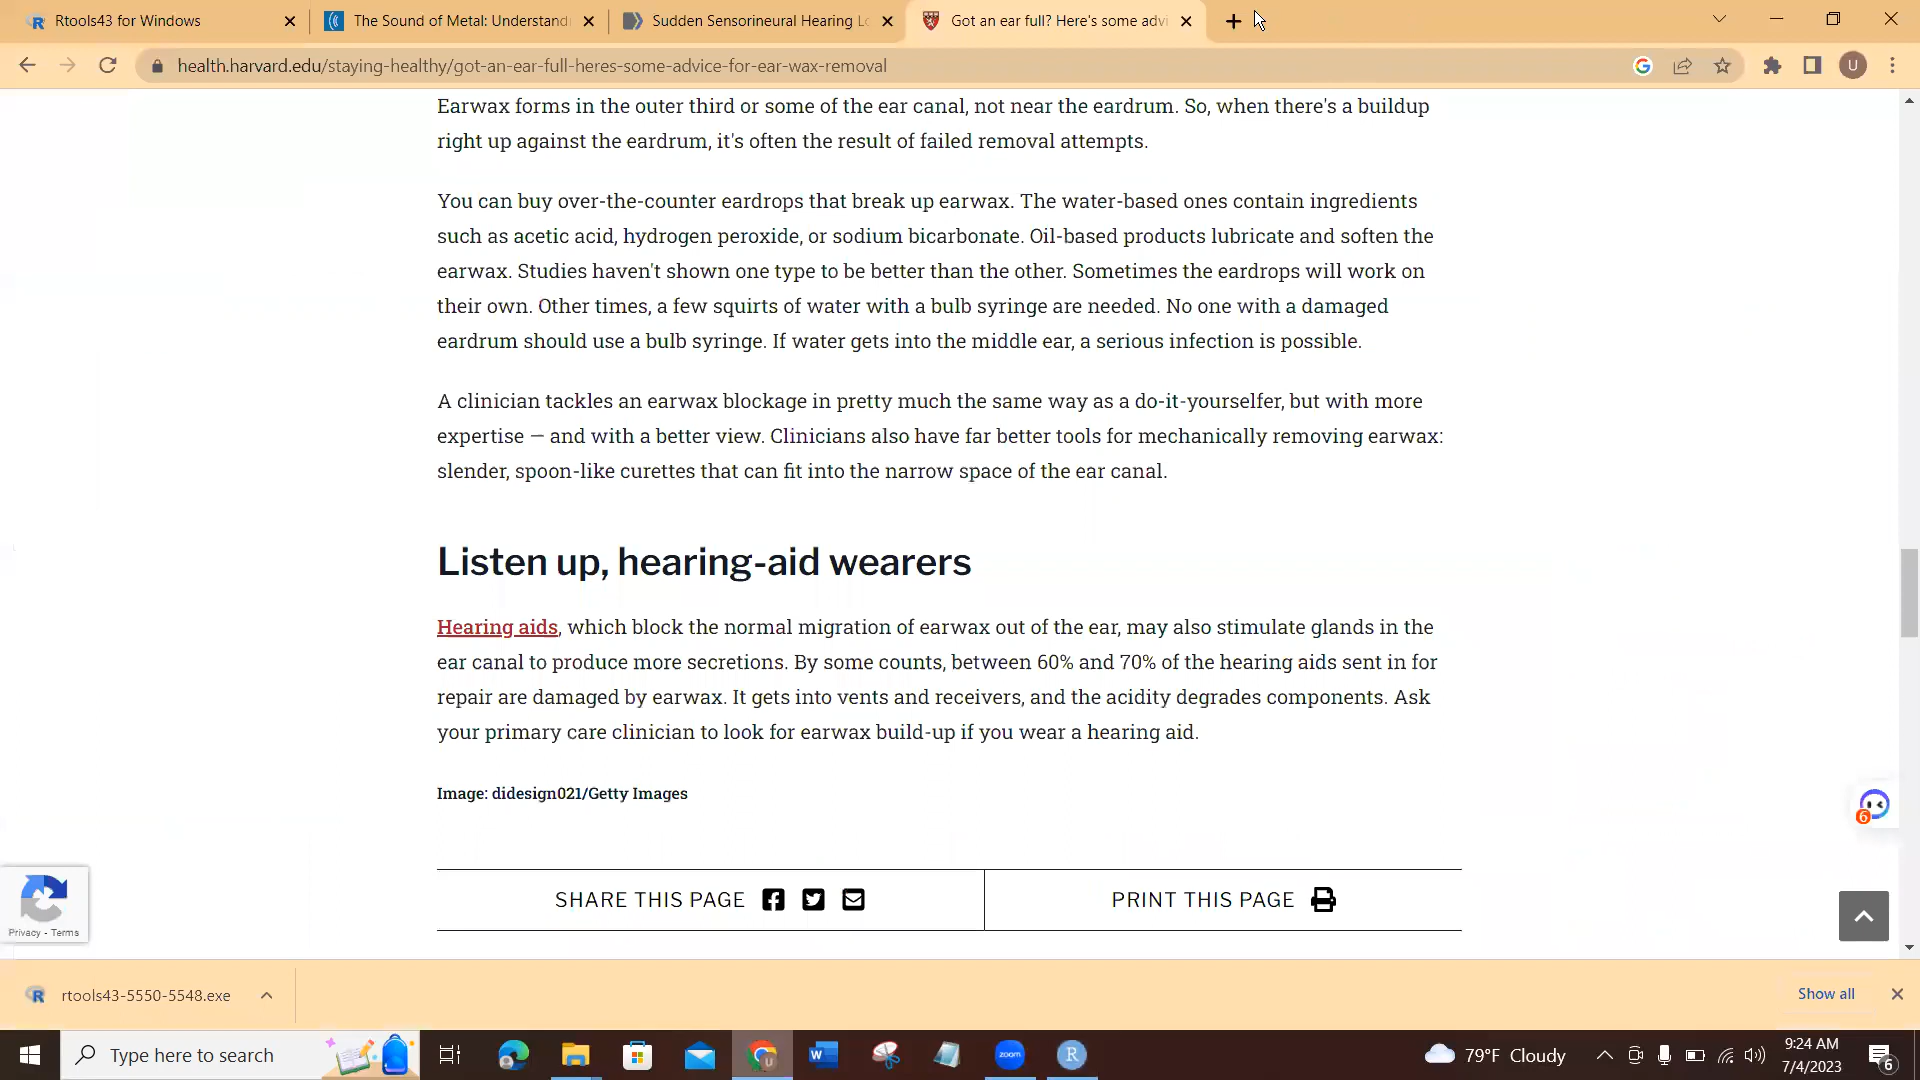 Rtools43 for Windows
The Sound of Metal: Understand
Sudden Sensorineural Hearing Lo
Got an ear full? Here's some advi
health.harvard.edu/staying-healthy/got-an-ear-full-heres-some-advice-for-ear-wax-removal
U
Earwax forms in the outer third or some of the ear canal, not near the eardrum. So, when there's a buildup
right up against the eardrum, it's often the result of failed removal attempts.
You can buy over-the-counter eardrops that break up earwax. The water-based ones contain ingredients
such as acetic acid, hydrogen peroxide, or sodium bicarbonate. Oil-based products lubricate and soften the
earwax. Studies haven't shown one type to be better than the other. Sometimes the eardrops will work on
their own. Other times, a few squirts of water with a bulb syringe are needed. No one with a damaged
eardrum should use a bulb syringe. If water gets into the middle ear, a serious infection is possible.
A clinician tackles an earwax blockage in pretty much the same way as a do-it-yourselfer, but with more
expertise — and with a better view. Clinicians also have far better tools for mechanically removing earwax:
slender, spoon-like curettes that can fit into the narrow space of the ear canal.
Listen up, hearing-aid wearers
Hearing aids, which block the normal migration of earwax out of the ear, may also stimulate glands in the
ear canal to produce more secretions. By some counts, between 60% and 70% of the hearing aids sent in for
repair are damaged by earwax. It gets into vents and receivers, and the acidity degrades components. Ask
your primary care clinician to look for earwax build-up if you wear a hearing aid.
Image: didesign021/Getty Images
6
SHARE THIS PAGE
PRINT THIS PAGE
Privacy - Terms
rtools43-5550-5548.exe
Show all
Type here to search
zoom
79°F Cloudy
9:24 AM
7/4/2023
6